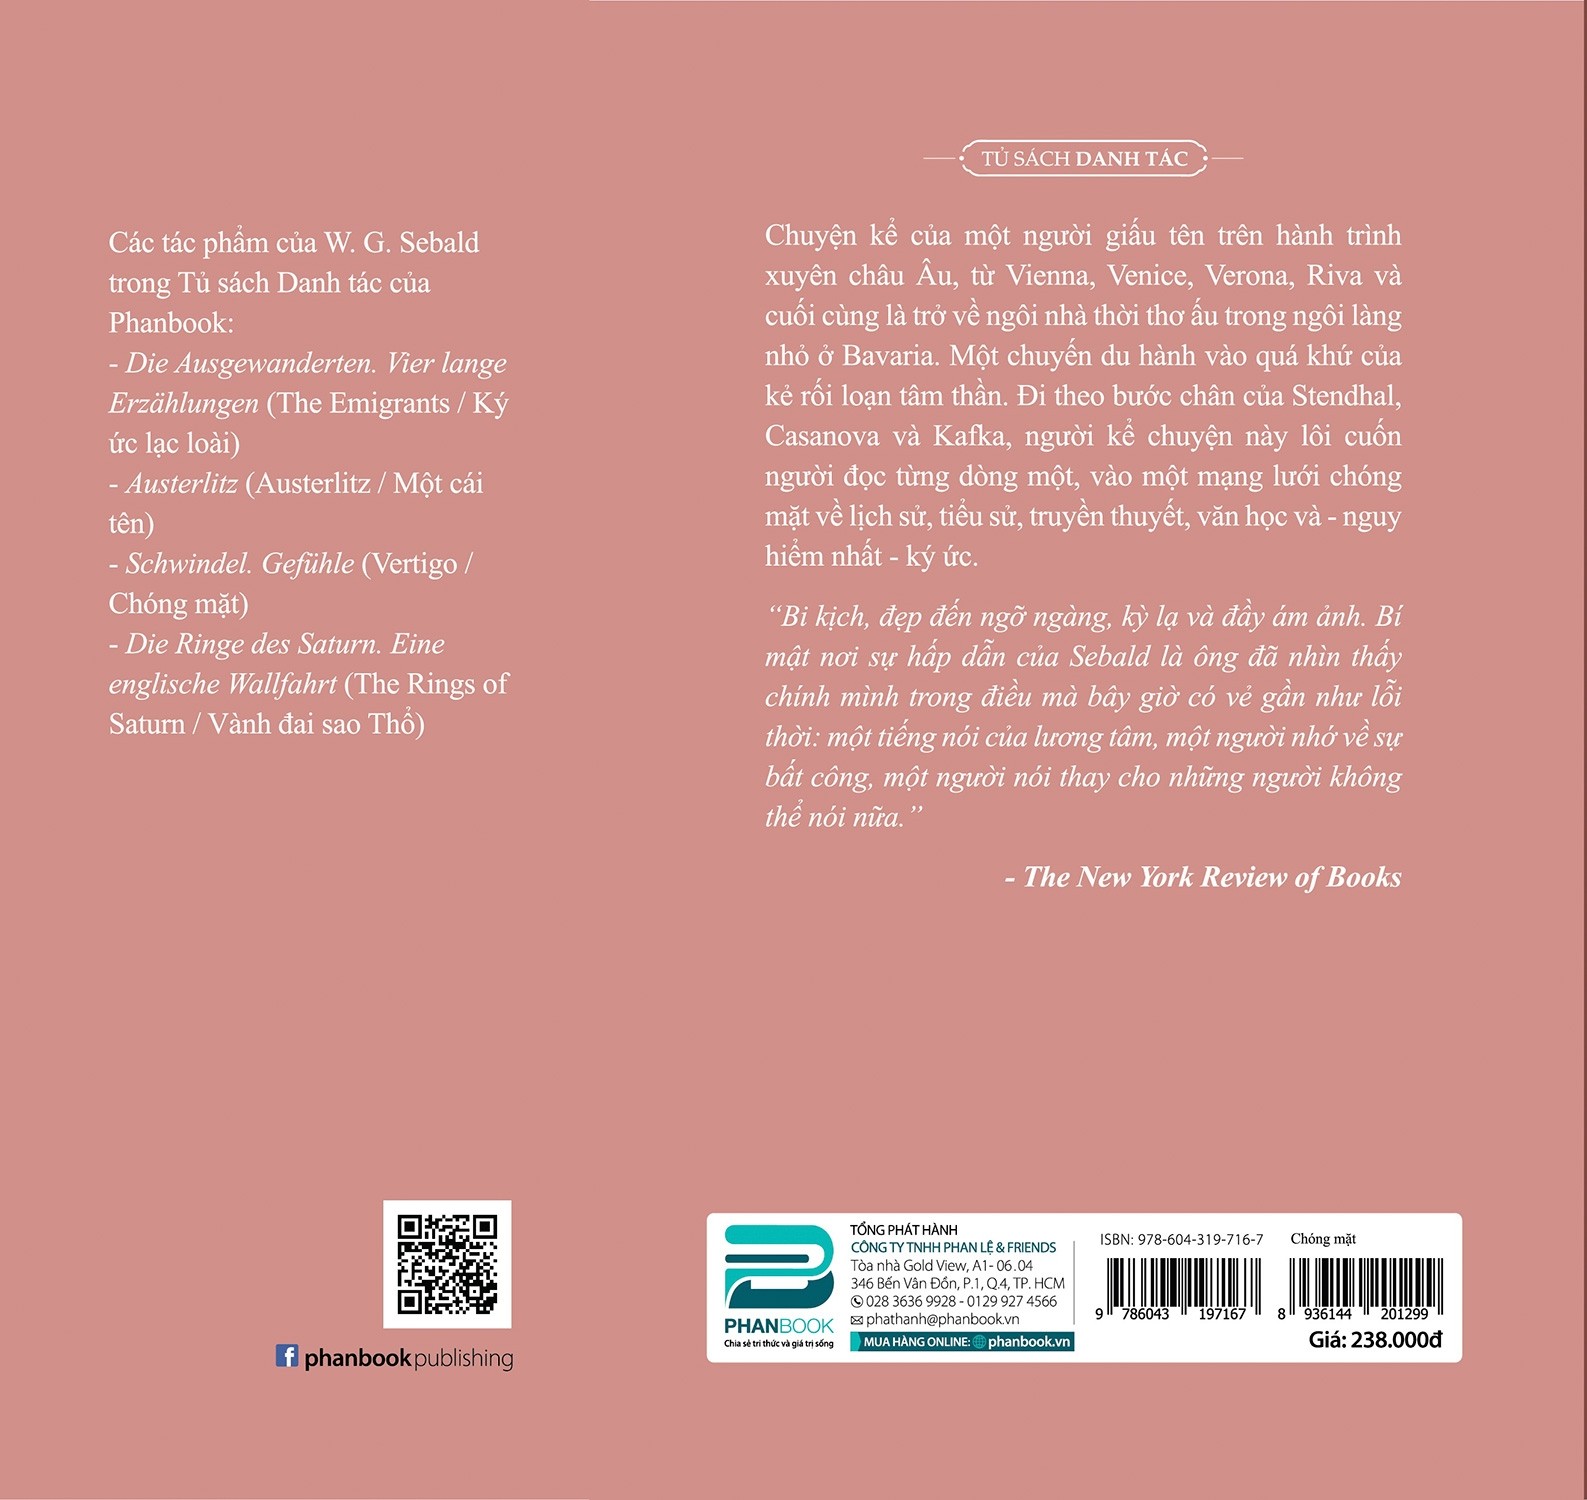 Các tác phẩm của W. G. Sebald
trong Tủ sách Danh tác của
Phanbook:
- Die Ausgewanderten. Vier lange
Erzählungen (The Emigrants / Ký
ức lạc loài)
- Austerlitz (Austerlitz / Một cái
tên)
- Schwindel. Gefühle (Vertigo /
Chóng mặt)
- Die Ringe des Saturn. Eine
englische Wallfahrt (The Rings of
Saturn / Vành đai sao Thổ)
phanbook publishing
TỦ SÁCH DANH TÁC
Chuyện kể của một người giấu tên trên hành trình
xuyên châu Âu, từ Vienna, Venice, Verona, Riva và
cuối cùng là trở về ngôi nhà thời thơ ấu trong ngôi làng
nhỏ ở Bavaria. Một chuyến du hành vào quá khứ của
kẻ rối loạn tâm thần. Đi theo bước chân của Stendhal,
Casanova và Kafka, người kể chuyện này lôi cuốn
người đọc từng dòng một, vào một mạng lưới chóng
mặt về lịch sử, tiểu sử, truyền thuyết, văn học và - nguy
hiểm nhất - ký ức.
“Bi kịch, đẹp đến ngỡ ngàng, kỳ lạ và đầy ám ảnh. Bí
mật nơi sự hấp dẫn của Sebald là ông đã nhìn thấy
chính mình trong điều mà bây giờ có vẻ gần như lỗi
thời: một tiếng nói của lương tâm, một người nhớ về sự
bất công, một người nói thay cho những người không
thể nói nữa.”
- The New York Review of Books
PHANBOOK
Chia sẻ tri thức và giá trị sống
TỔNG PHÁT HÀNH
CÔNG TY TNHH PHAN LỆ & FRIENDS
Tòa nhà Gold View, A1- 06.04
346 Bến Vân Đồn, P.1, Q.4, TP. HCM
028 3636 9928 - 0129 927 4566
phathanh@phanbook.vn
MUA HÀNG ONLINE: phanbook.vn
ISBN: 978-604-319-716-7
9 786043 197167
Chóng mặt
8 936144 201299
Giá: 238.000đ